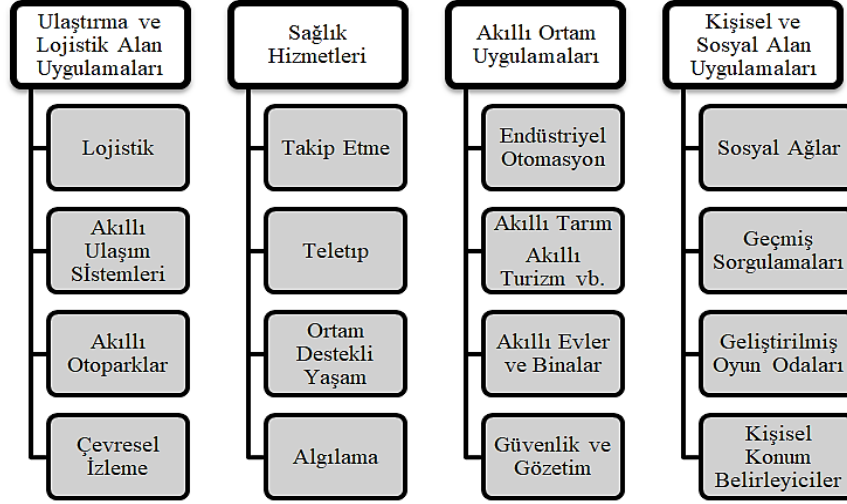 Ulaştırma ve
Lojistik Alan
Uygulamaları
Lojistik
Akıllı
Ulaşım
Sİstemleri
Akıllı
Otoparklar
Çevresel
İzleme
Sağlık
Hizmetleri
Takip Etme
Teletıp
Ortam
Destekli
Yaşam
Algılama
Akıllı Ortam
Uygulamaları
Endüstriyel
Otomasyon
Akıllı Tarım
Akıllı
Turizm vb.
Akıllı Evler
ve Binalar
Güvenlik ve
Gözetim
Kişisel ve
Sosyal Alan
Uygulamaları
Sosyal Ağlar
Geçmiş
Sorgulamaları
Geliştirilmiş
Oyun Odaları
Kişisel
Konum
Belirleyiciler